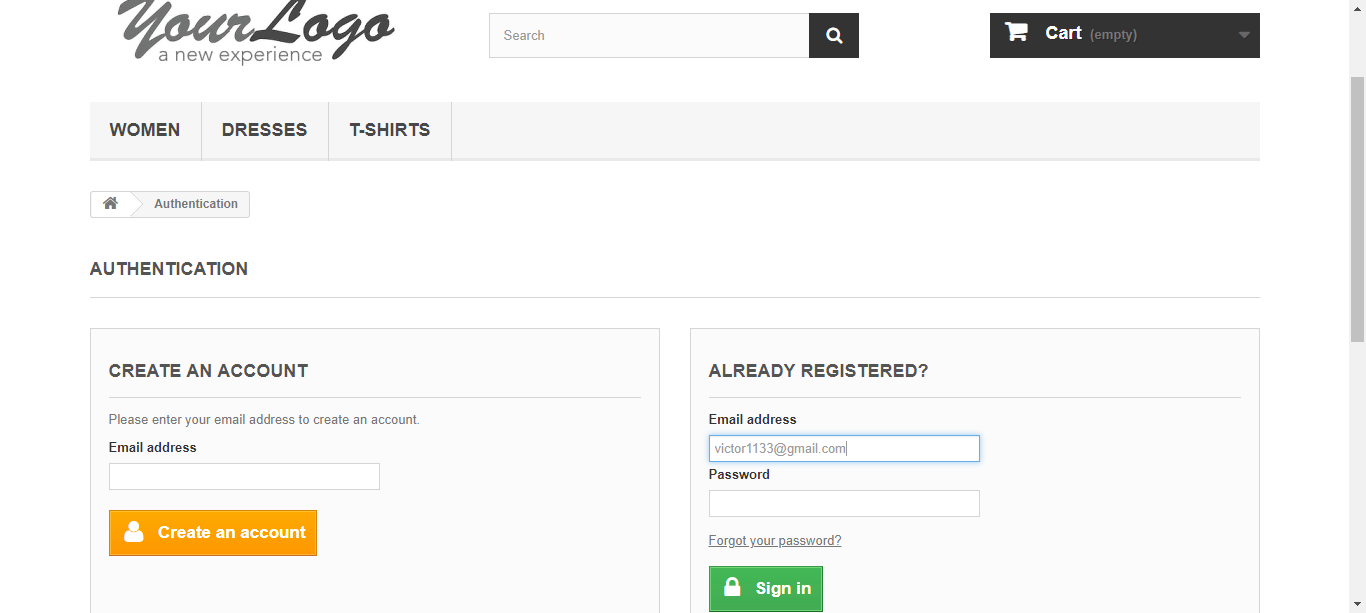 YourLogo
a new experience
Search
Cart (empty)
WOMEN DRESSES T-SHIRTS
Authentication
AUTHENTICATION
CREATE AN ACCOUNT
Please enter your email address to create an account.
Email address
Create an account
ALREADY REGISTERED?
Email address
victor1133@gmail.com
Password
Forgot your password?
Sign in